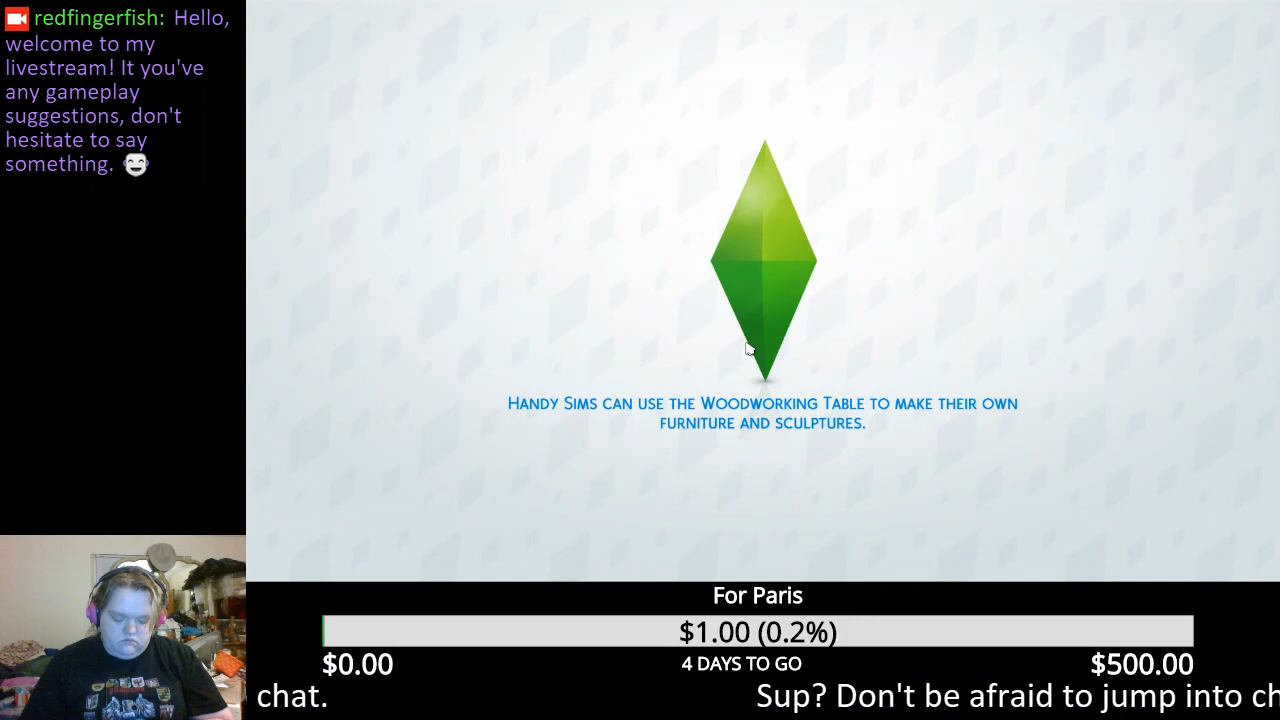 redfingerfish: Hello,
welcome to my
livestream! It you've
any gameplay
suggestions, don't
hesitate to say
something.
Handy Sims can use the Woodworking Table to make their own
furniture and sculptures.
For Paris
$1.00 (0.2%)
$0.00 4 DAYS TO GO $500.00
chat. Sup? Don't be afraid to jump into ch